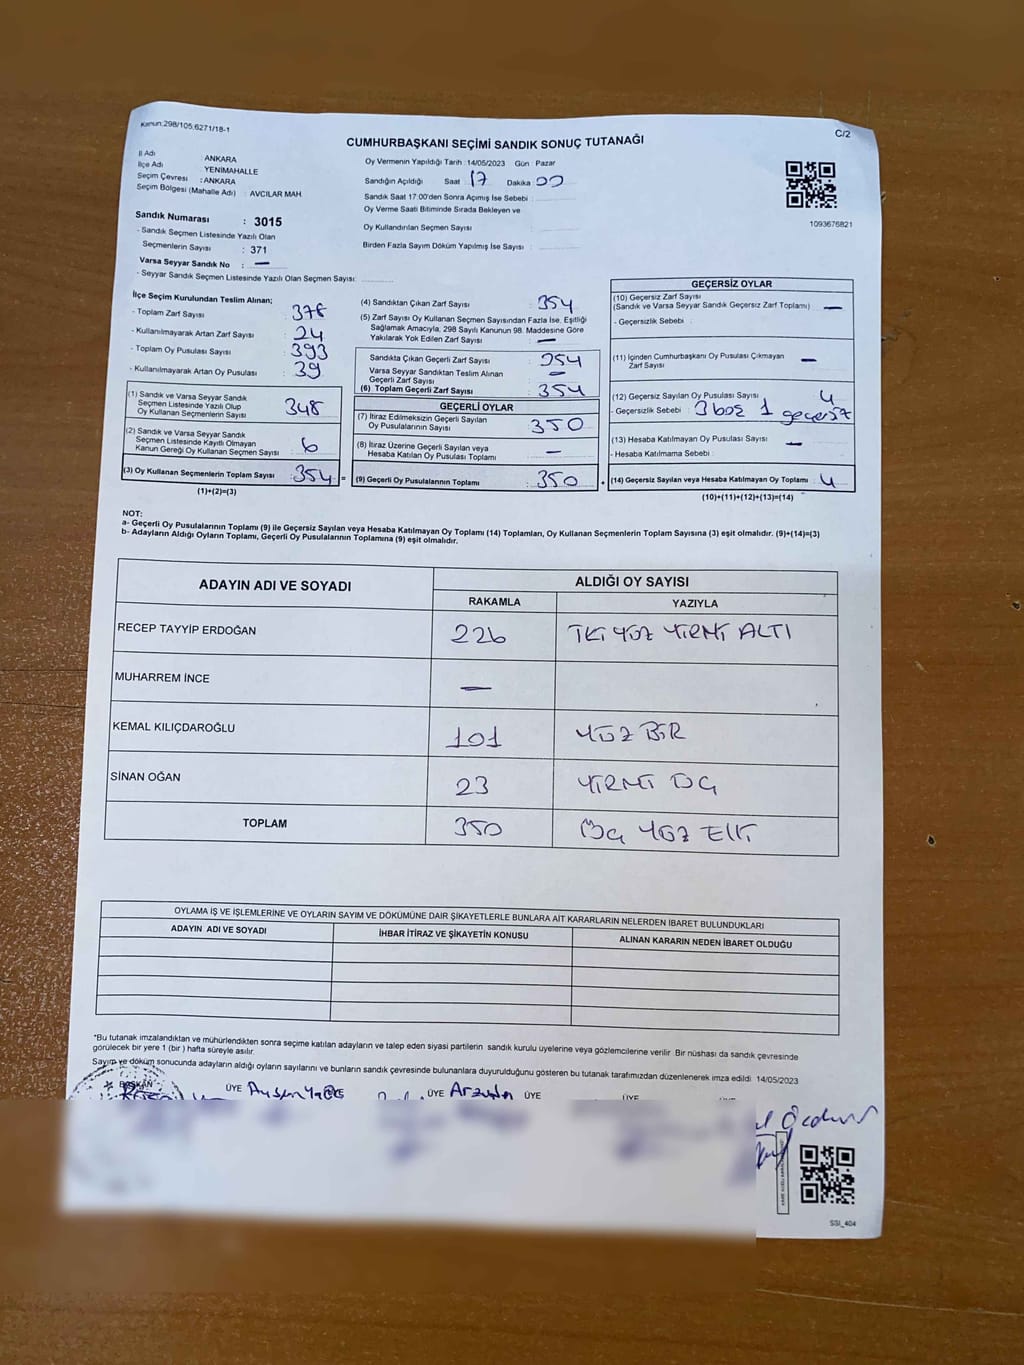 Kanun:298/105;6271/18-1
C/2
CUMHURBAŞKANI SEÇİMİ SANDIK SONUÇ TUTANAĞI
İl Adı : ANKARA
İlçe Adı : YENİMAHALLE
Seçim Çevresi : ANKARA
Seçim Bölgesi (Mahalle Adı) : AVCILAR MAH.
Oy Vermenin Yapıldığı Tarih :14/05/2023 Gün : Pazar
Sandığın Açıldığı Saat : 17 Dakika : 00
Sandık Saat 17:00'den Sonra Açımış İse Sebebi :
Oy Verme Saati Bitiminde Sırada Bekleyen ve
Oy Kullandırılan Seçmen Sayısı :
Birden Fazla Sayım Döküm Yapılmış İse Sayısı :
1093676821
Sandık Numarası : 3015
- Sandık Seçmen Listesinde Yazılı Olan
Seçmenlerin Sayısı : 371
Varsa Seyyar Sandık No : —
- Seyyar Sandık Seçmen Listesinde Yazılı Olan Seçmen Sayısı:
İlçe Seçim Kurulundan Teslim Alınan;
- Toplam Zarf Sayısı : 378
- Kullanılmayarak Artan Zarf Sayısı : 24
- Toplam Oy Pusulası Sayısı : 393
- Kullanılmayarak Artan Oy Pusulası : 39
(1) Sandık ve Varsa Seyyar Sandık
Seçmen Listesinde Yazılı Olup
Oy Kullanan Seçmenlerin Sayısı : 348
(2) Sandık ve Varsa Seyyar Sandık
Seçmen Listesinde Kayıtlı Olmayan
Kanun Gereği Oy Kullanan Seçmen Sayısı : 6
(3) Oy Kullanan Seçmenlerin Toplam Sayısı : 354
(1)+(2)=(3)
(4) Sandıktan Çıkan Zarf Sayısı : 354
(5) Zarf Sayısı Oy Kullanan Seçmen Sayısından Fazla İse, Eşitliği
Sağlamak Amacıyla, 298 Sayılı Kanunun 98. Maddesine Göre
Yakılarak Yok Edilen Zarf Sayısı : —
Sandıkta Çıkan Geçerli Zarf Sayısı : 354
Varsa Seyyar Sandıktan Teslim Alınan
Geçerli Zarf Sayısı : —
(6) Toplam Geçerli Zarf Sayısı : 354
GEÇERLİ OYLAR
(7) İtiraz Edilmeksizin Geçerli Sayılan
Oy Pusulalarının Sayısı : 350
(8) İtiraz Üzerine Geçerli Sayılan veya
Hesaba Katılan Oy Pusulası Toplamı : —
= (9) Geçerli Oy Pusulalarının Toplamı : 350
GEÇERSİZ OYLAR
(10) Geçersiz Zarf Sayısı
(Sandık ve Varsa Seyyar Sandık Geçersiz Zarf Toplamı) : —
- Geçersizlik Sebebi :
(11) İçinden Cumhurbaşkanı Oy Pusulası Çıkmayan
Zarf Sayısı : —
(12) Geçersiz Sayılan Oy Pusulası Sayısı : 4
- Geçersizlik Sebebi : 3 boş 1 geçersiz
(13) Hesaba Katılmayan Oy Pusulası Sayısı : —
- Hesaba Katılmama Sebebi :
+ (14) Geçersiz Sayılan veya Hesaba Katılmayan Oy Toplamı : 4
(10)+(11)+(12)+(13)=(14)
NOT:
a- Geçerli Oy Pusulalarının Toplamı (9) ile Geçersiz Sayılan veya Hesaba Katılmayan Oy Toplamı (14) Toplamları, Oy Kullanan Seçmenlerin Toplam Sayısına (3) eşit olmalıdır. (9)+(14)=(3)
b- Adayların Aldığı Oyların Toplamı, Geçerli Oy Pusulalarının Toplamına (9) eşit olmalıdır.
ADAYIN ADI VE SOYADI
ALDIĞI OY SAYISI
RAKAMLA YAZIYLA
RECEP TAYYİP ERDOĞAN 226 İKİ YÜZ YİRMİ ALTI
MUHARREM İNCE —
KEMAL KILIÇDAROĞLU 101 YÜZ BİR
SİNAN OĞAN 23 YİRMİ ÜÇ
TOPLAM 350 ÜÇ YÜZ ELLİ
OYLAMA İŞ VE İŞLEMLERİNE VE OYLARIN SAYIM VE DÖKÜMÜNE DAİR ŞİKAYETLERLE BUNLARA AİT KARARLARIN NELERDEN İBARET BULUNDUKLARI
ADAYIN ADI VE SOYADI İHBAR İTİRAZ VE ŞİKAYETİN KONUSU ALINAN KARARIN NEDEN İBARET OLDUĞU
*Bu tutanak imzalandıktan ve mühürlendikten sonra seçime katılan adayların ve talep eden siyasi partilerin sandık kurulu üyelerine veya gözlemcilerine verilir. Bir nüshası da sandık çevresinde
görülecek bir yere 1 (bir ) hafta süreyle asılır.
Sayım ve döküm sonucunda adayların aldığı oyların sayılarını ve bunların sandık çevresinde bulunanlara duyurulduğunu gösteren bu tutanak tarafımızdan düzenlenerek imza edildi. 14/05/2023
BAŞKAN ÜYE ÜYE ÜYE ÜYE
SSI_404